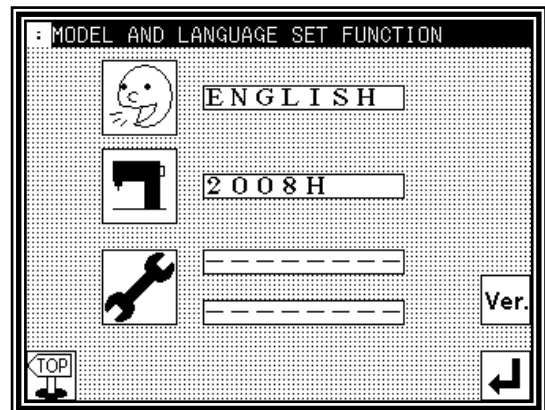 : MODEL AND LANGUAGE SET FUNCTION
ENGLISH
2008H
--------
--------
Ver.
TOP